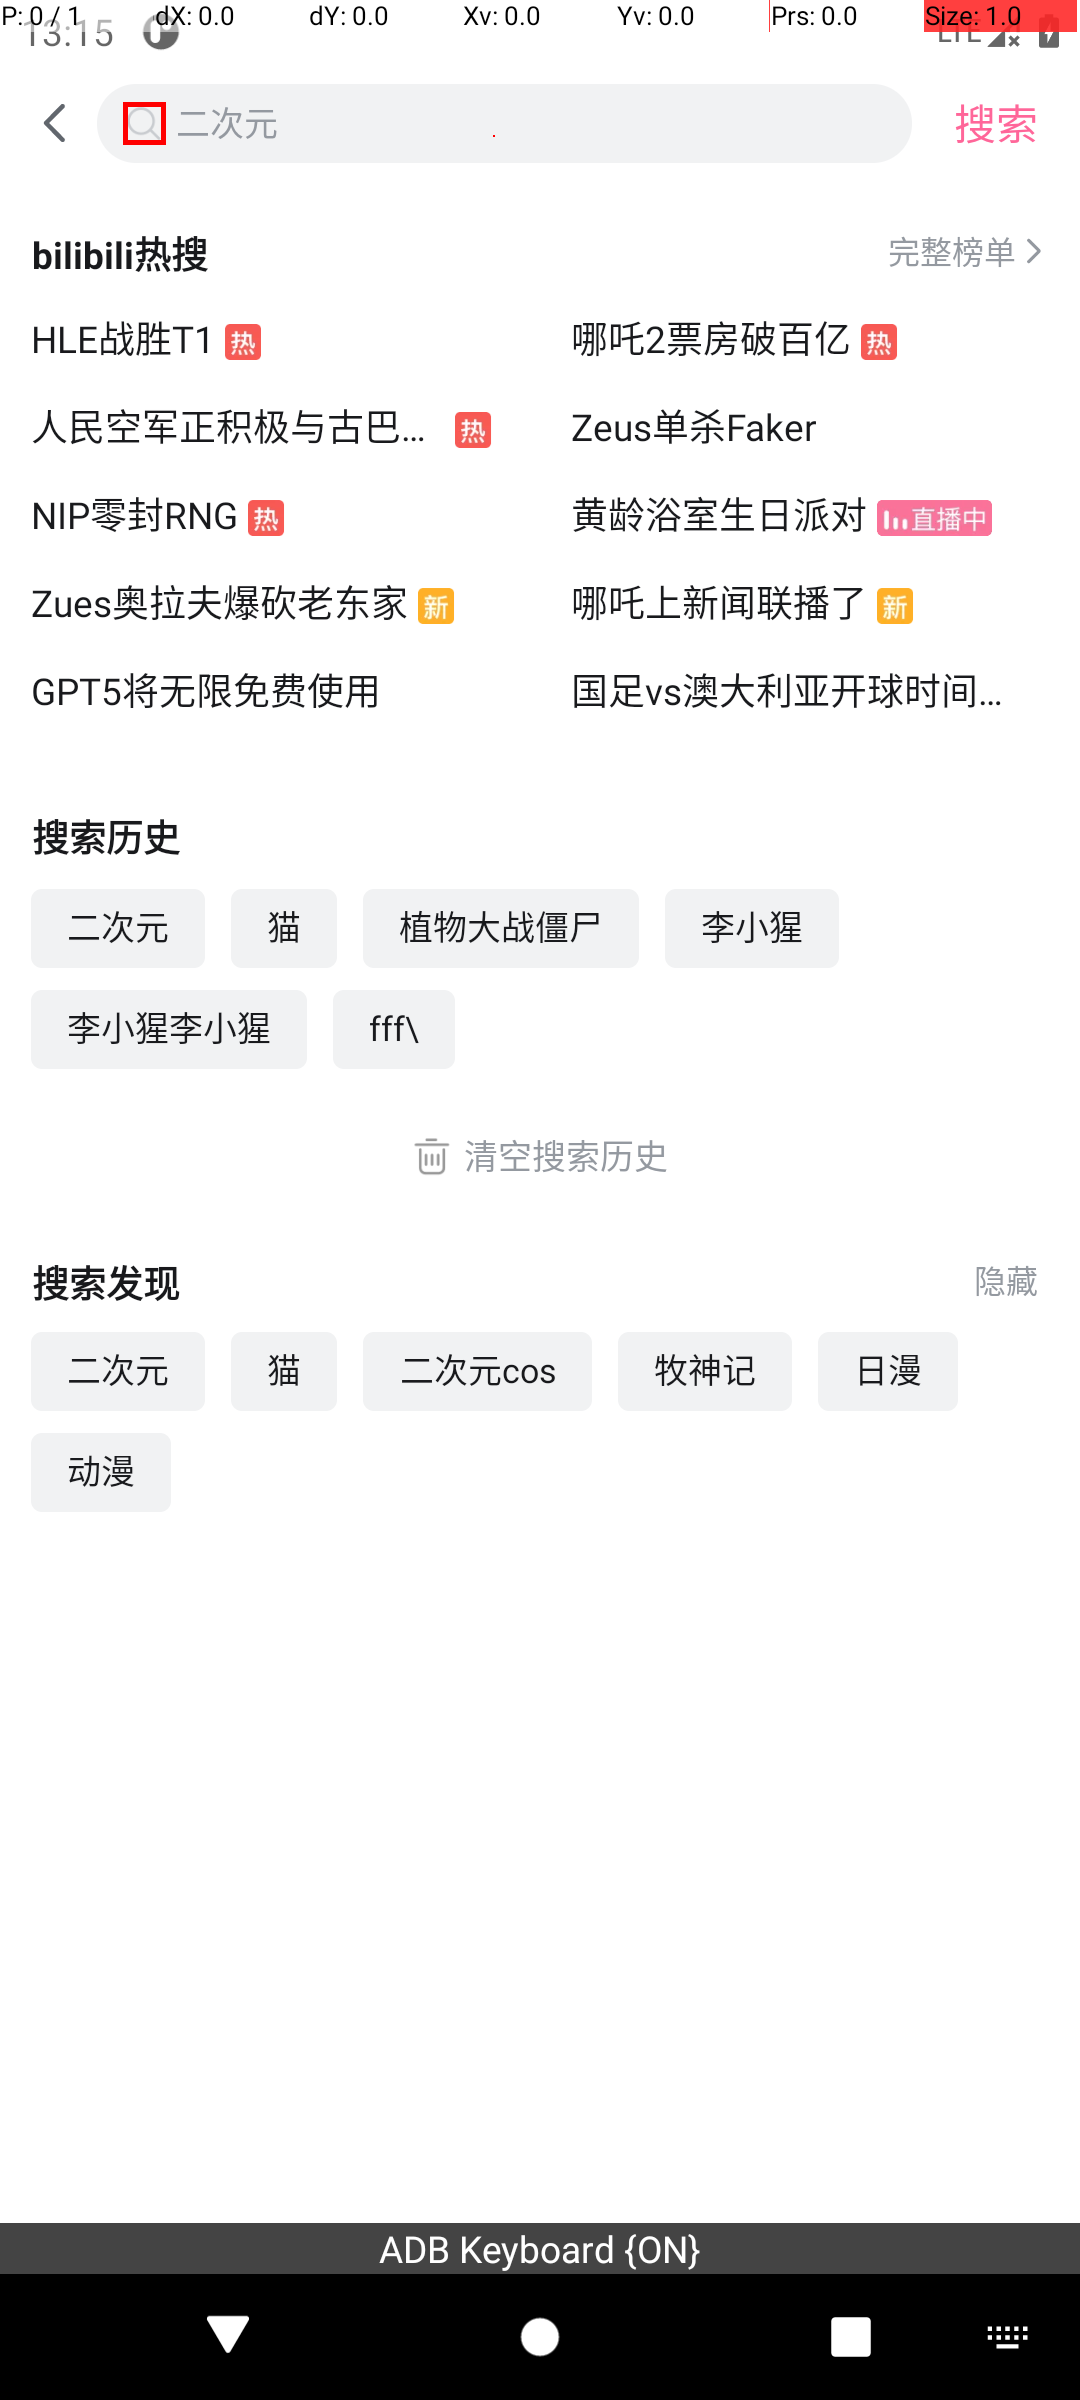 P: 0 / 1 dX: 0.0 dY: 0.0 Xv: 0.0 Yv: 0.0 Prs: 0.0 Size: 1.0
13:15 LTE
二次元 搜索
bilibili热搜 完整榜单
HLE战胜T1 热 哪吒2票房破百亿 热
人民空军正积极与古巴... 热 Zeus单杀Faker
NIP零封RNG 热 黄龄浴室生日派对 直播中
Zues奥拉夫爆砍老东家 新 哪吒上新闻联播了 新
GPT5将无限免费使用 国足vs澳大利亚开球时间...
搜索历史
二次元 猫 植物大战僵尸 李小猩
李小猩李小猩 fff\
清空搜索历史
搜索发现 隐藏
二次元 猫 二次元cos 牧神记 日漫
动漫
ADB Keyboard {ON}